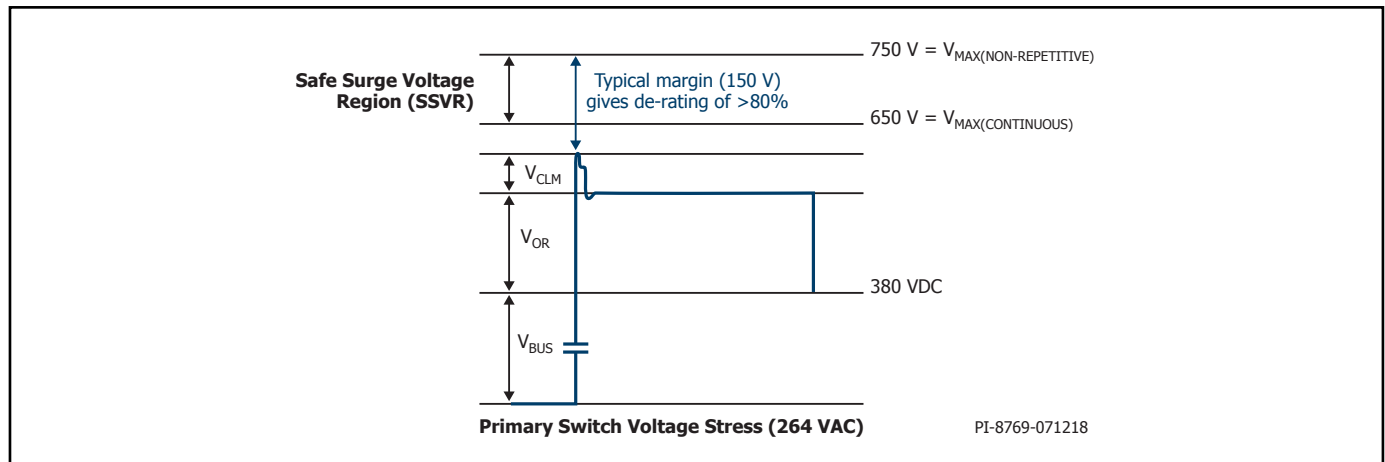 750 V = VMAX(NON-REPETITIVE)
Safe Surge Voltage
Region (SSVR)
Typical margin (150 V)
gives de-rating of >80%
650 V = VMAX(CONTINUOUS)
VCLM
VOR
380 VDC
VBUS
Primary Switch Voltage Stress (264 VAC)
PI-8769-071218